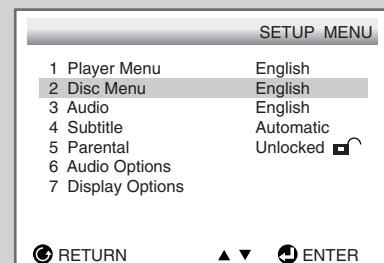 SETUP MENU
1 Player Menu English
2 Disc Menu English
3 Audio English
4 Subtitle Automatic
5 Parental Unlocked
6 Audio Options
7 Display Options
RETURN ▲ ▼ ENTER